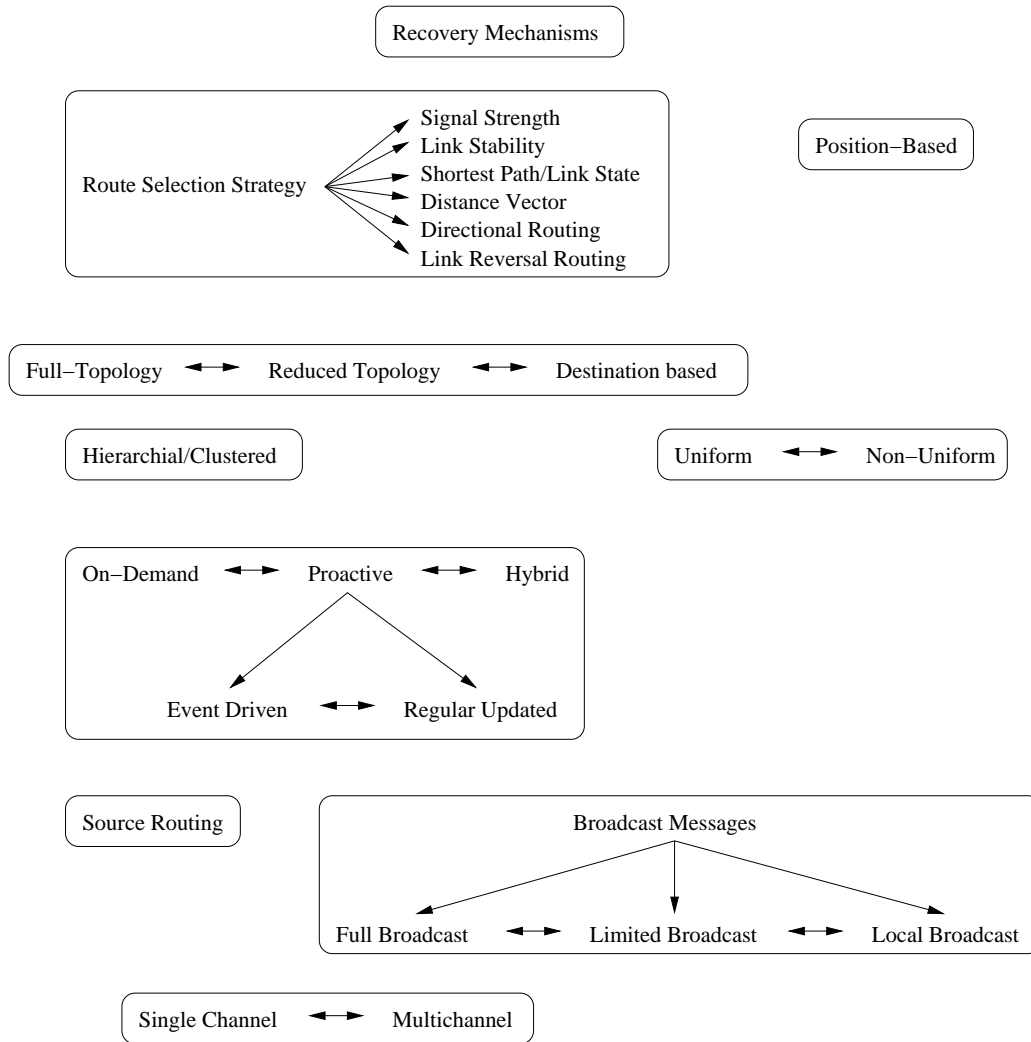 Recovery Mechanisms
Signal Strength
Link Stability
Position−Based
Route Selection Strategy
Shortest Path/Link State
Distance Vector
Directional Routing
Link Reversal Routing
Full−Topology Reduced Topology Destination based
Hierarchial/Clustered
Uniform Non−Uniform
On−Demand Proactive Hybrid
Event Driven Regular Updated
Source Routing
Broadcast Messages
Full Broadcast Limited Broadcast Local Broadcast
Single Channel Multichannel